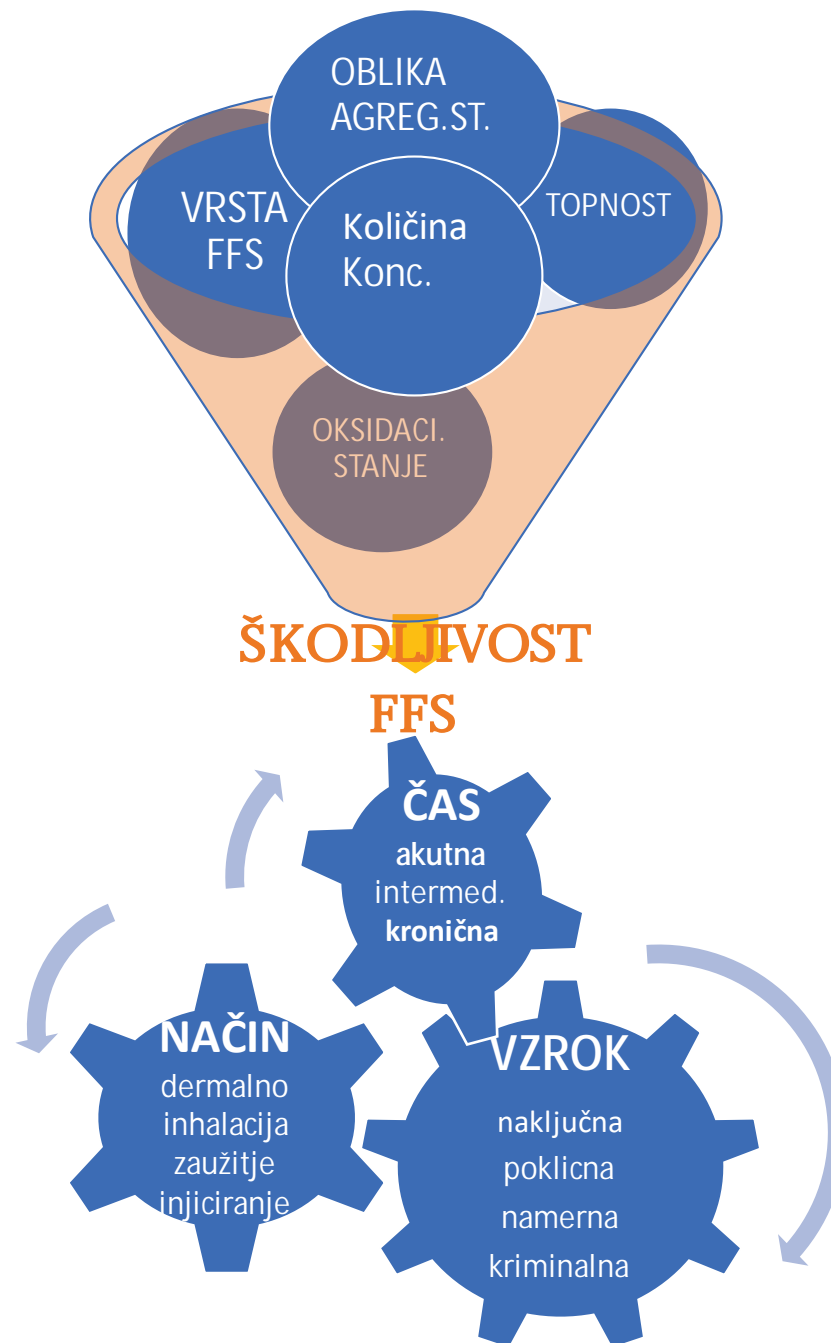 OBLIKA
AGREG.ST.
VRSTA
FFS
TOPNOST
Količina
Konc.
OKSIDACI.
STANJE
ŠKODLJIVOST
FFS
ČAS
akutna
intermed.
kronična
NAČIN
dermalno
inhalacija
zaužitje
injiciranje
VZROK
naključna
poklicna
namerna
kriminalna